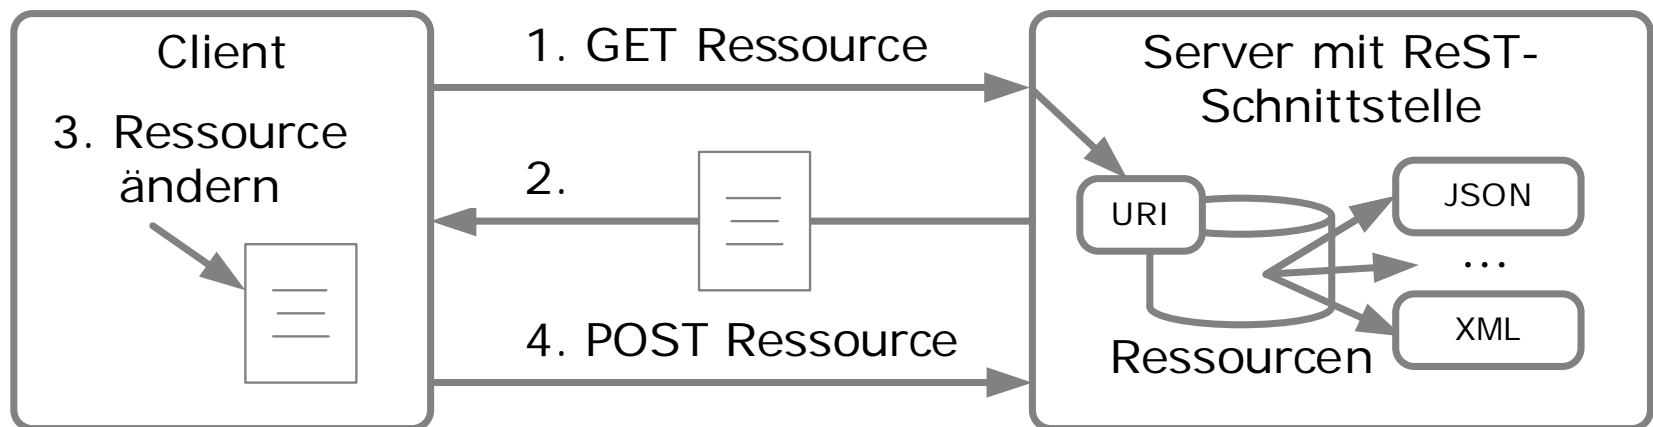 Client
3. Ressource
ändern
1. GET Ressource
2.
4. POST Ressource
Server mit ReST-
Schnittstelle
URI
JSON
...
XML
Ressourcen